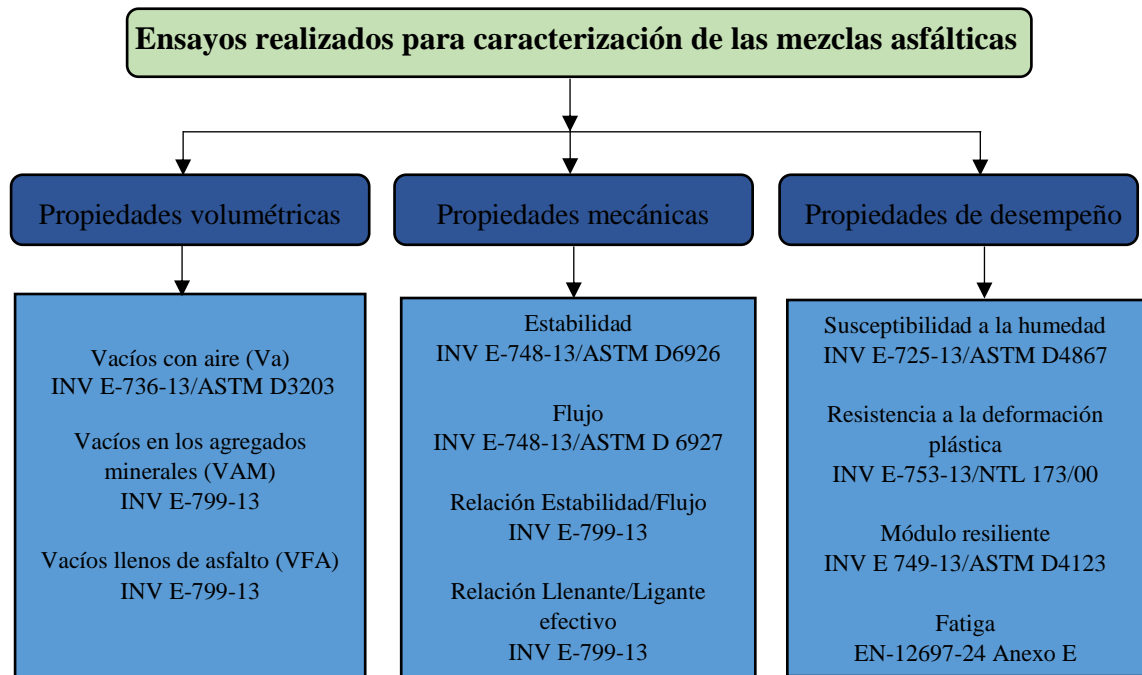 Ensayos realizados para caracterización de las mezclas asfálticas
Propiedades volumétricas
Propiedades mecánicas
Propiedades de desempeño
Vacíos con aire (Va)
INV E-736-13/ASTM D3203
Vacíos en los agregados
minerales (VAM)
INV E-799-13
Vacíos llenos de asfalto (VFA)
INV E-799-13
Estabilidad
INV E-748-13/ASTM D6926
Flujo
INV E-748-13/ASTM D 6927
Relación Estabilidad/Flujo
INV E-799-13
Relación Llenante/Ligante
efectivo
INV E-799-13
Susceptibilidad a la humedad
INV E-725-13/ASTM D4867
Resistencia a la deformación
plástica
INV E-753-13/NTL 173/00
Módulo resiliente
INV E 749-13/ASTM D4123
Fatiga
EN-12697-24 Anexo E